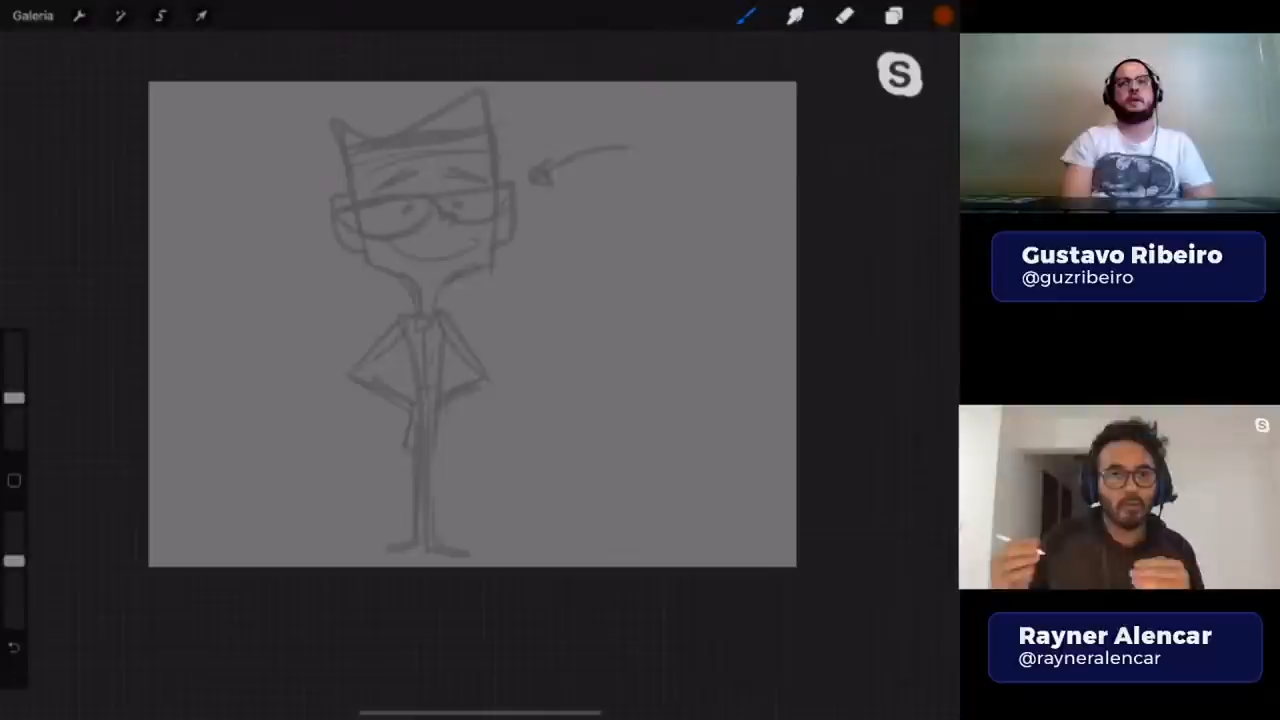 Galeria
S
Gustavo Ribeiro
@guzribeiro
S
Rayner Alencar
@rayneralencar